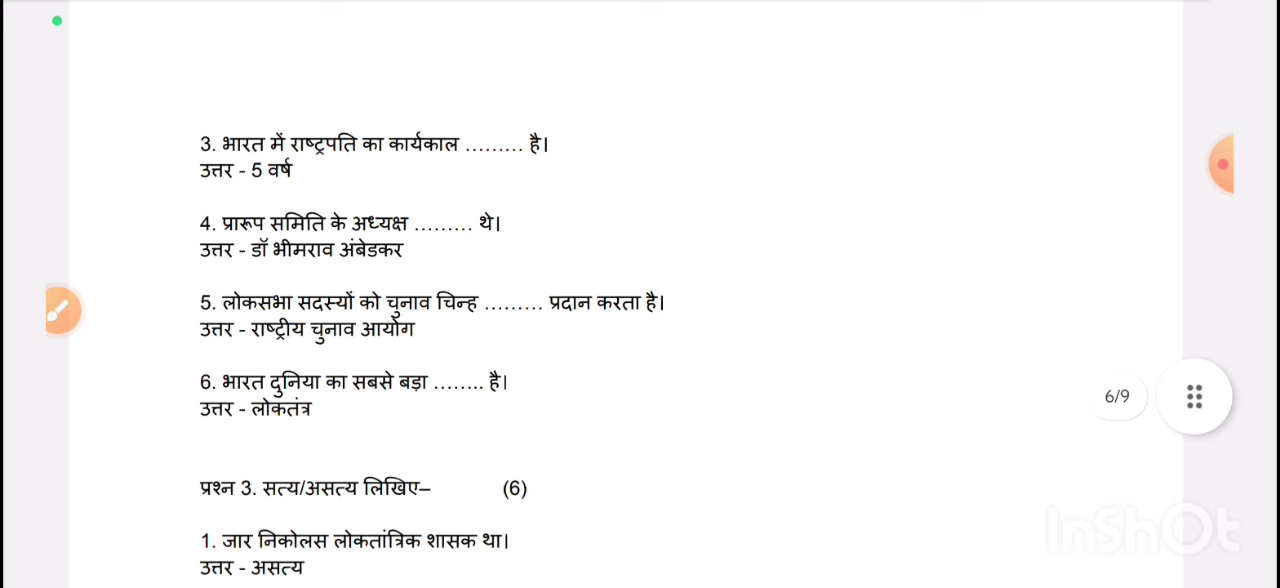 3. भारत में राष्ट्रपति का कार्यकाल ......... है।
उत्तर - 5 वर्ष
4. प्रारूप समिति के अध्यक्ष ......... थे।
उत्तर - डॉ भीमराव अंबेडकर
5. लोकसभा सदस्यों को चुनाव चिन्ह ......... प्रदान करता है।
उत्तर - राष्ट्रीय चुनाव आयोग
6. भारत दुनिया का सबसे बड़ा ........ है।
उत्तर - लोकतंत्र
6/9
प्रश्न 3. सत्य/असत्य लिखिए– (6)
1. जार निकोलस लोकतांत्रिक शासक था।
उत्तर - असत्य
InShOt